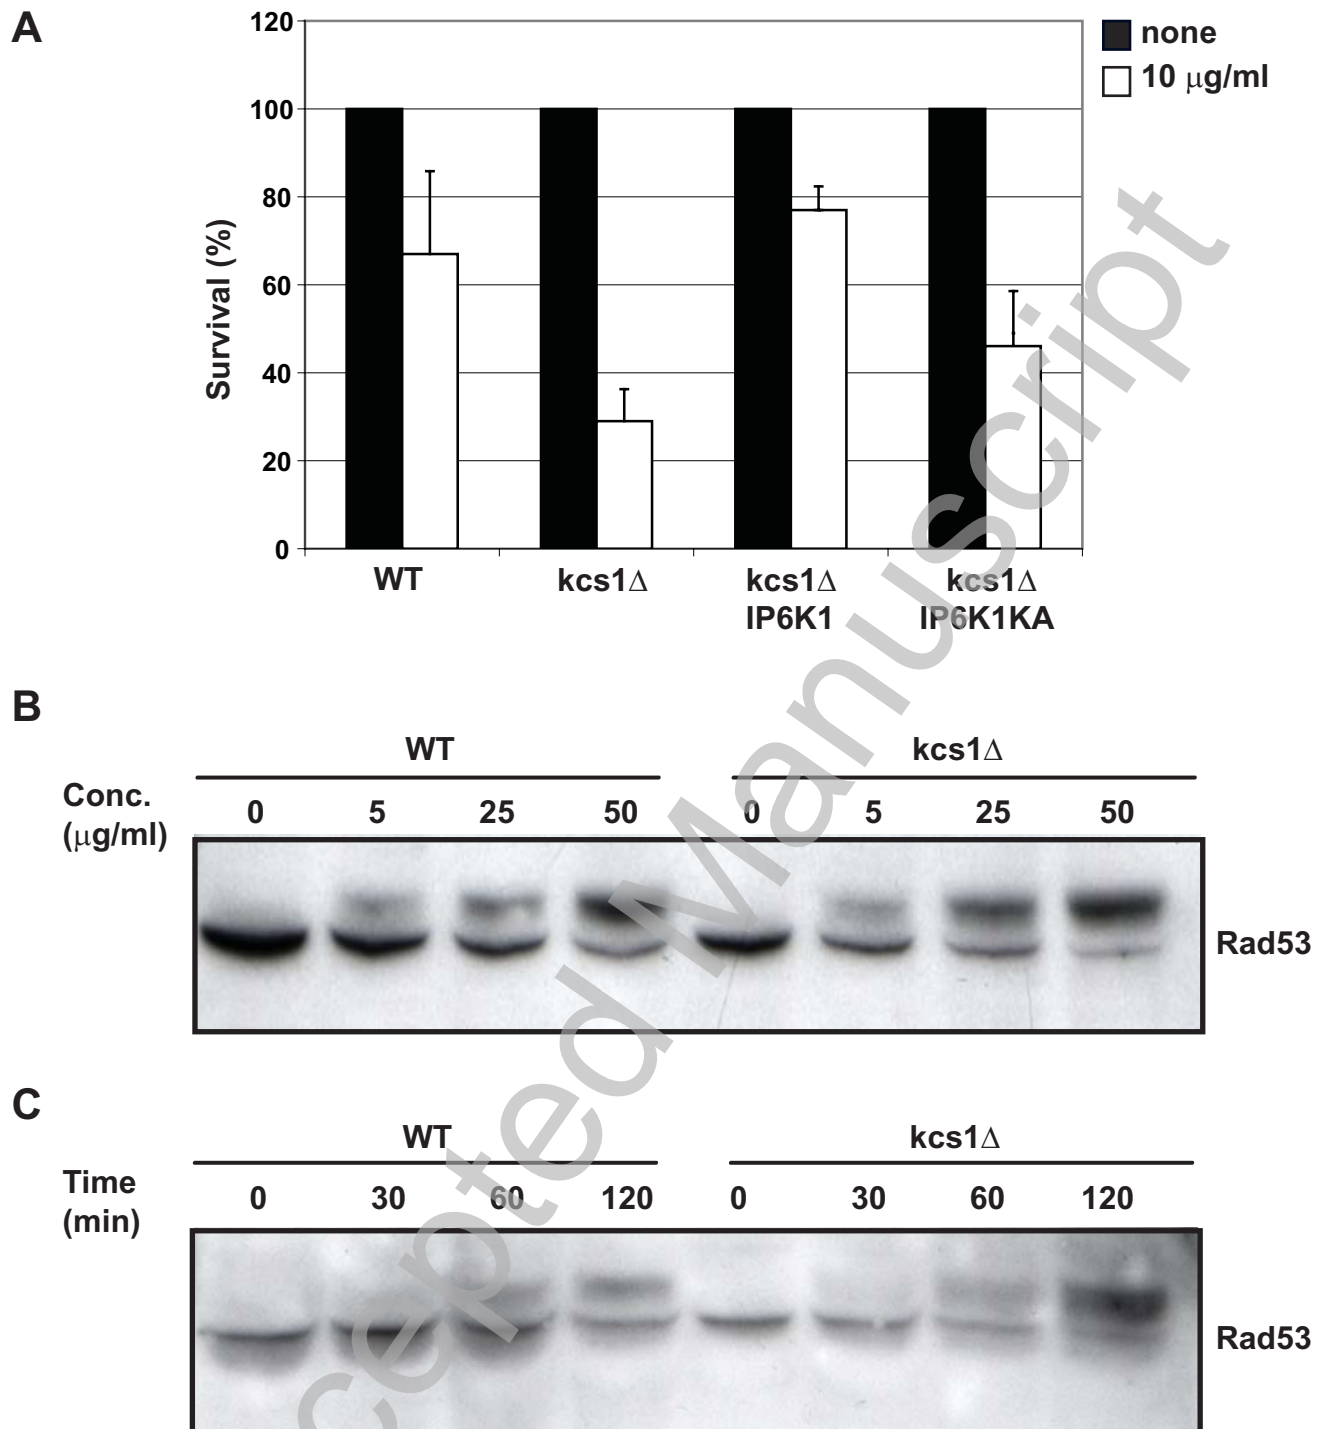 A
120
100
80
60
40
20
0
Survival (%)
none
10 µg/ml
WT
kcs1Δ
kcs1Δ
IP6K1
kcs1Δ
IP6K1KA
B
WT
kcs1Δ
Conc.
(µg/ml)
0 5 25 50 0 5 25 50
Rad53
C
WT
kcs1Δ
Time
(min)
0 30 60 120 0 30 60 120
Rad53
cepted Manuscript